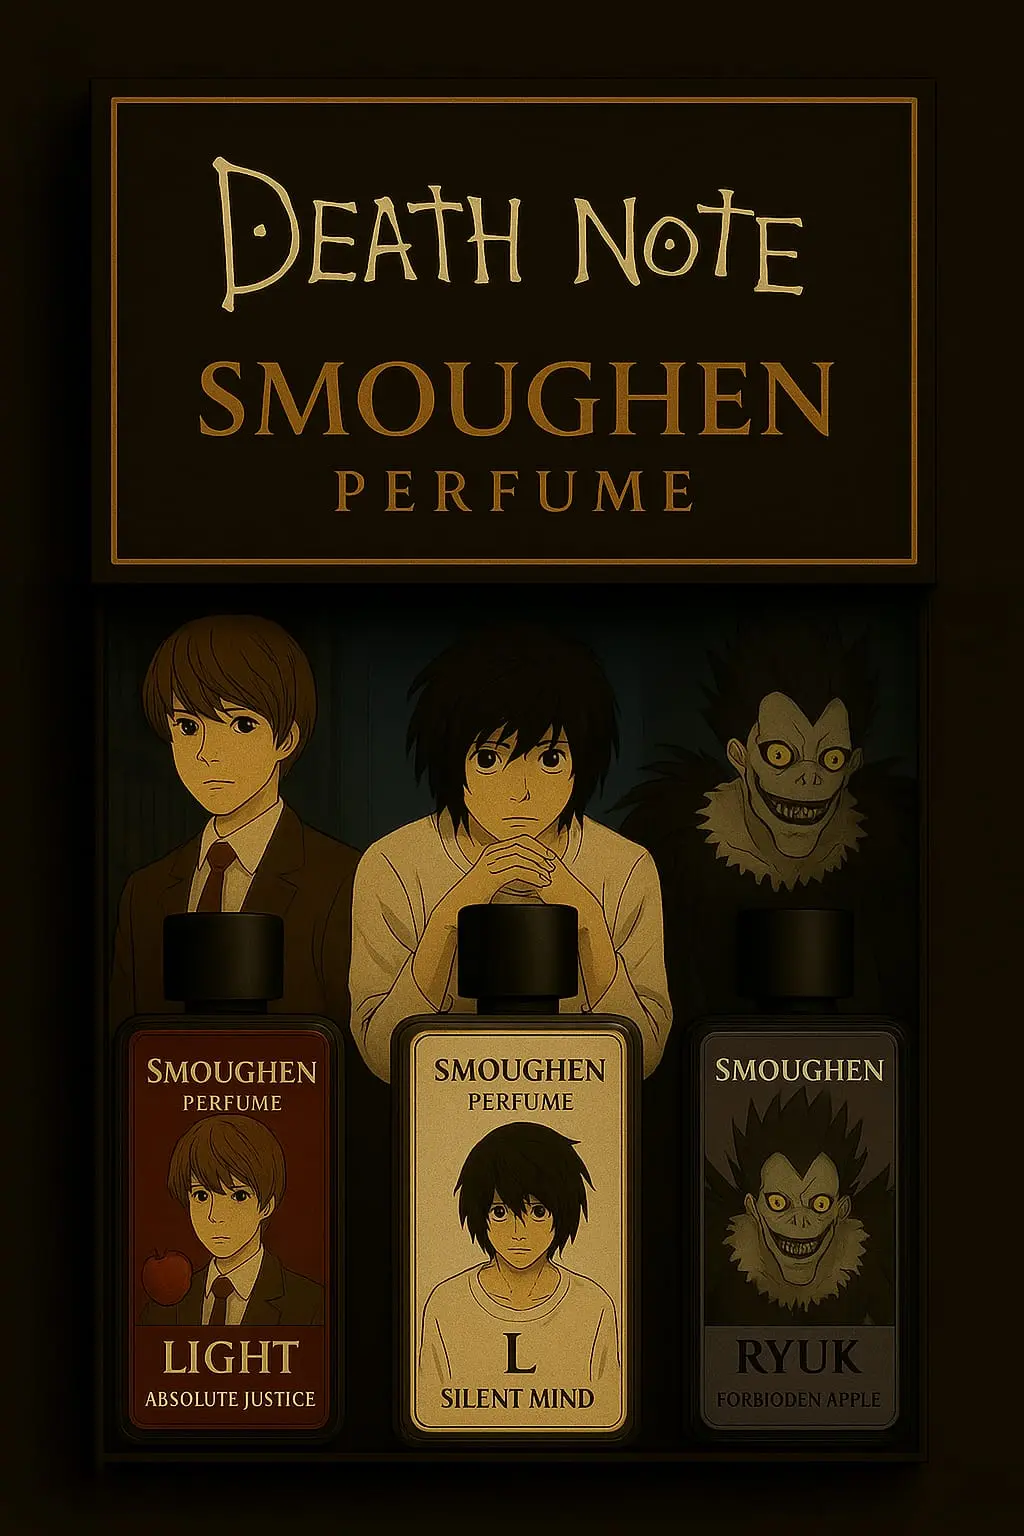 DEATH NOTE
SMOUGHEN
PERFUME
SMOUGHEN
PERFUME
LIGHT
ABSOLUTE JUSTICE
SMOUGHEN
PERFUME
L
SILENT MIND
SMOUGHEN
RYUK
FORBIODEN APPLE